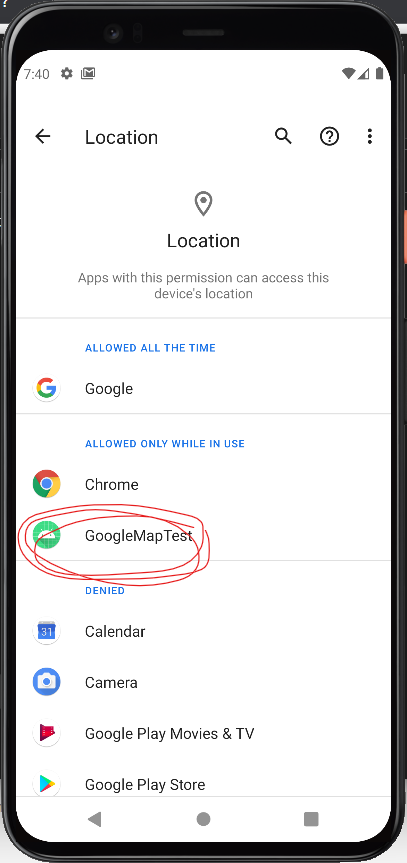 ?
7:40
Location
Location
Apps with this permission can access this
device's location
ALLOWED ALL THE TIME
Google
ALLOWED ONLY WHILE IN USE
Chrome
GoogleMapTest
DENIED
31
Calendar
Camera
Google Play Movies & TV
Google Play Store